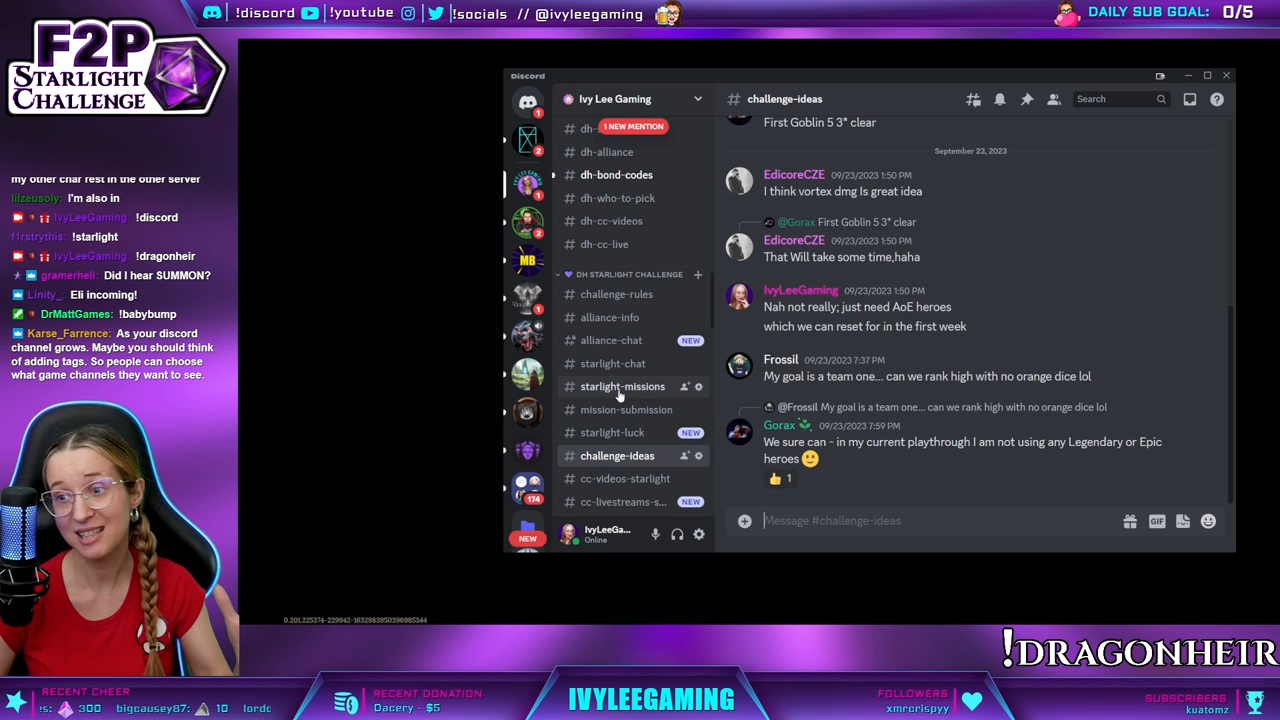 !discord
!youtube
!socials // @ivyleegaming
DAILY SUB GOAL: 0/5
F2P
STARLIGHT
CHALLENGE
my other char rest in the other server
lilzeusoly: I'm also in
IvyLeeGaming: !discord
f1rstrythis: !starlight
IvyLeeGaming: !dragonheir
gramerhell: Did I hear SUMMON?
Linity_: Eli incoming!
DrMattGames: !babybump
Karse_Farrence: As your discord
channel grows. Maybe you should think
of adding tags. So people can choose
what game channels they want to see.
Discord
1
2
1
2
MB
1
174
NEW
Ivy Lee Gaming
1 NEW MENTION
# dh-
# dh-alliance
# dh-bond-codes
# dh-who-to-pick
# dh-cc-videos
# dh-cc-live
DH STARLIGHT CHALLENGE +
# challenge-rules
# alliance-info
# alliance-chat NEW
# starlight-chat
# starlight-missions
# mission-submission
# starlight-luck NEW
# challenge-ideas
# cc-videos-starlight
# cc-livestreams-s... NEW
IvyLeeGa...
Online
# challenge-ideas
Search
First Goblin 5 3* clear
September 23, 2023
EdicoreCZE 09/23/2023 1:50 PM
I think vortex dmg Is great idea
@Gorax First Goblin 5 3* clear
EdicoreCZE 09/23/2023 1:50 PM
That Will take some time,haha
IvyLeeGaming 09/23/2023 1:50 PM
Nah not really; just need AoE heroes
which we can reset for in the first week
Frossil 09/23/2023 7:37 PM
My goal is a team one... can we rank high with no orange dice lol
@Frossil My goal is a team one... can we rank high with no orange dice lol
Gorax 09/23/2023 7:59 PM
We sure can - in my current playthrough I am not using any Legendary or Epic
heroes
1
Message #challenge-ideas
GIF
!DRAGONHEIR
RECENT CHEER
s: 300 bigcausey87: 10 lordc
RECENT DONATION
Dacery - $5
IVYLEEGAMING
FOLLOWERS
xmrcrispyy
SUBSCRIBERS
kuatomz